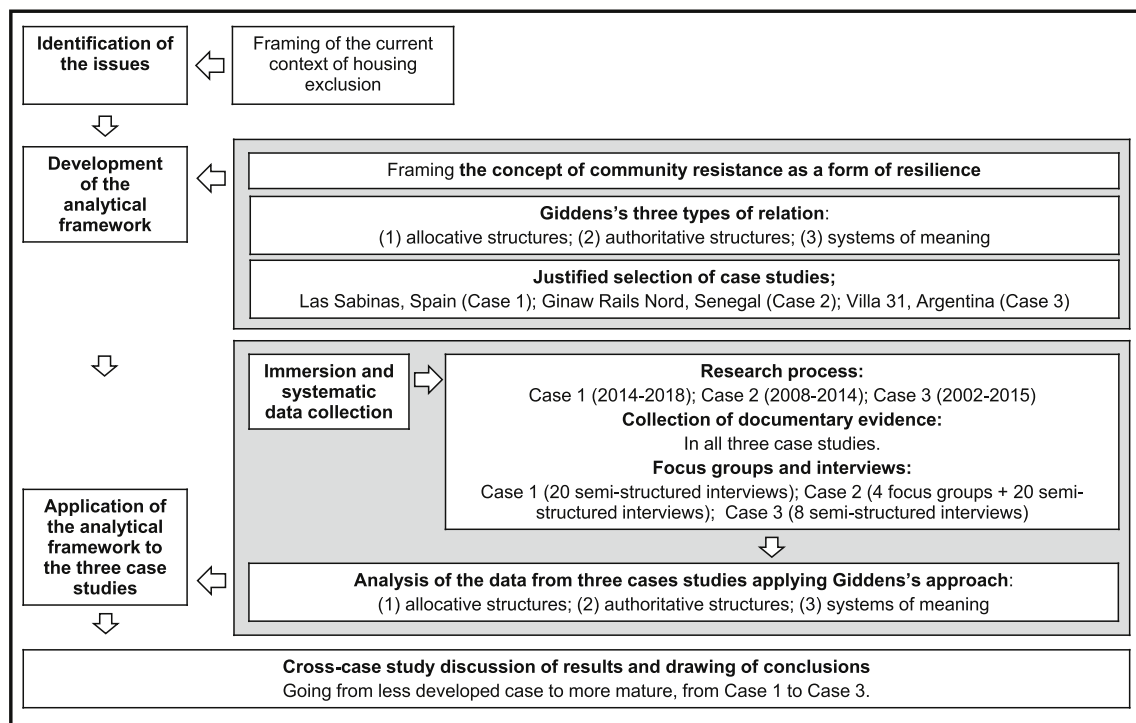 Identification of
the issues
Framing of the current
context of housing
exclusion
Development
of the
analytical
framework
Framing the concept of community resistance as a form of resilience
Giddens's three types of relation:
(1) allocative structures; (2) authoritative structures; (3) systems of meaning
Justified selection of case studies;
Las Sabinas, Spain (Case 1); Ginaw Rails Nord, Senegal (Case 2); Villa 31, Argentina (Case 3)
Immersion and
systematic
data collection
Research process:
Case 1 (2014-2018); Case 2 (2008-2014); Case 3 (2002-2015)
Collection of documentary evidence:
In all three case studies.
Focus groups and interviews:
Case 1 (20 semi-structured interviews); Case 2 (4 focus groups + 20 semi-
structured interviews); Case 3 (8 semi-structured interviews)
Application of
the analytical
framework to
the three case
studies
Analysis of the data from three cases studies applying Giddens's approach:
(1) allocative structures; (2) authoritative structures; (3) systems of meaning
Cross-case study discussion of results and drawing of conclusions
Going from less developed case to more mature, from Case 1 to Case 3.